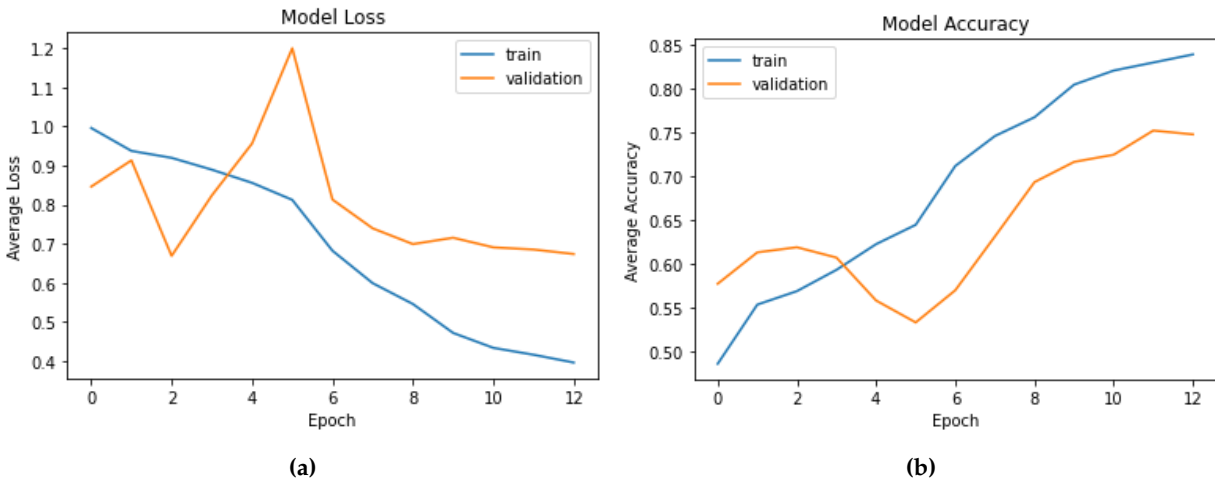 Model Loss
1.2
1.1
1.0
0.9
0.8
0.7
0.6
0.5
0.4
Average Loss
train
validation
0 2 4 6 8 10 12
Epoch
(a)
Model Accuracy
0.85
0.80
0.75
0.70
0.65
0.60
0.55
0.50
Average Accuracy
train
validation
0 2 4 6 8 10 12
Epoch
(b)